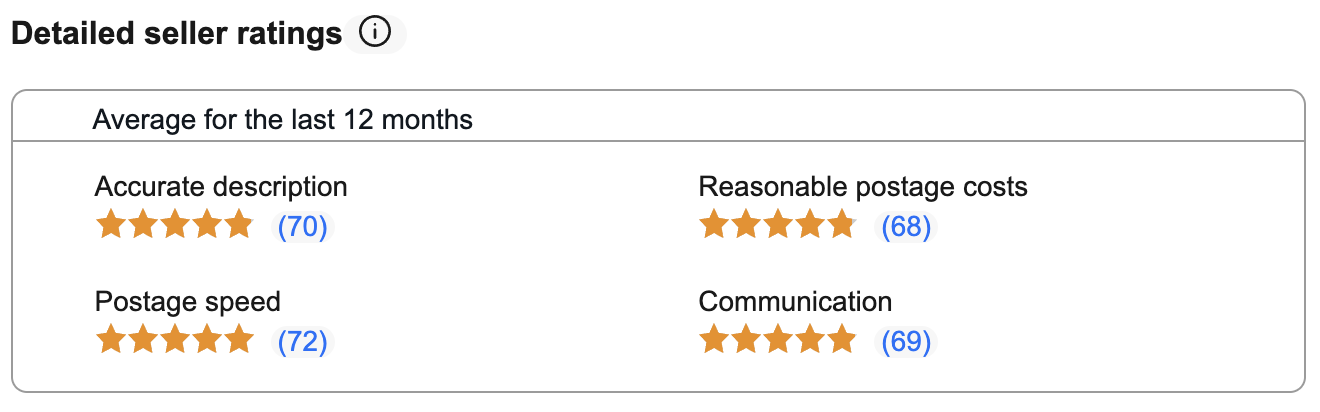 Detailed seller ratings
Average for the last 12 months
Accurate description
(70)
Reasonable postage costs
(68)
Postage speed
(72)
Communication
(69)